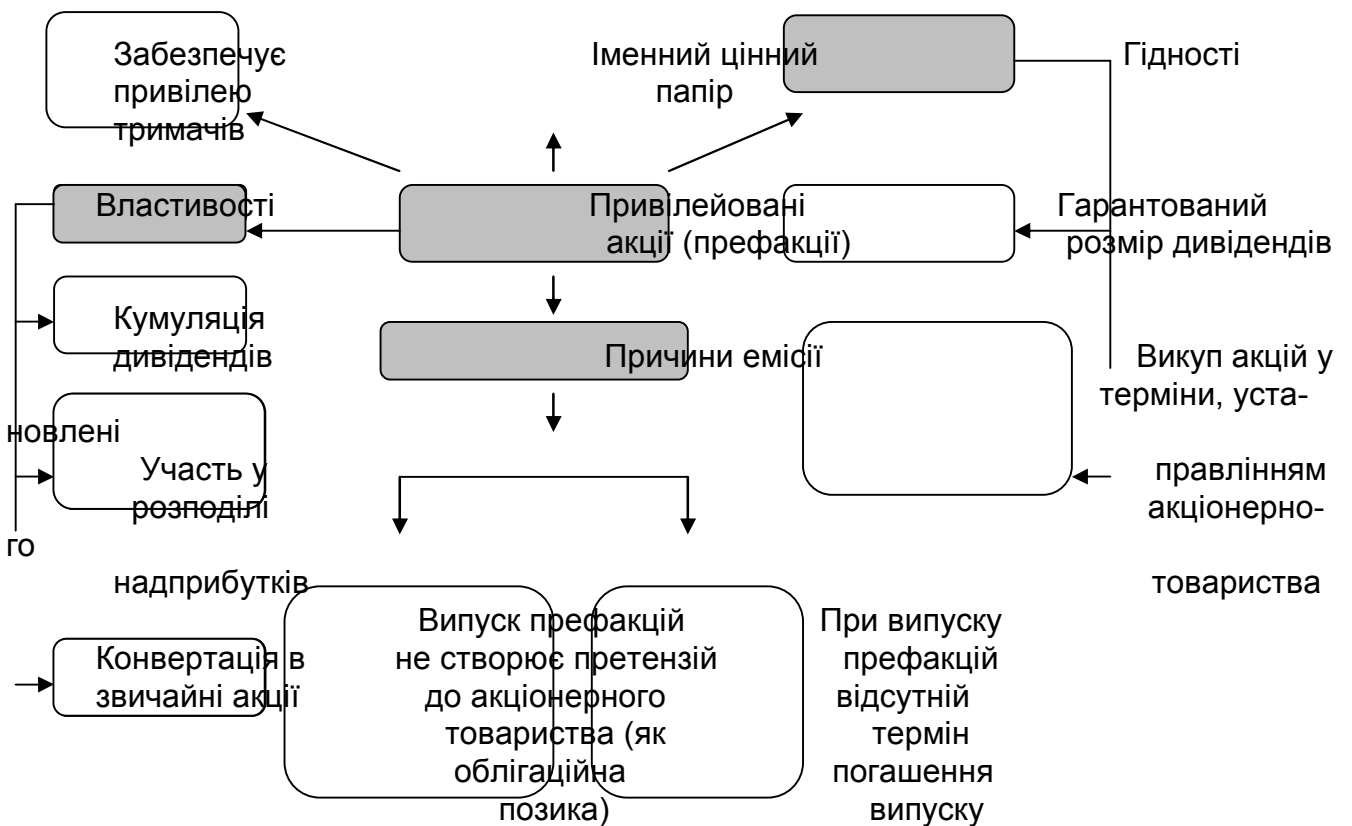 Забезпечує
привілею
тримачів
Іменний цінний
папір
Гідності
Властивості
Привілейовані
акції (префакції)
Гарантований
розмір дивідендів
Кумуляція
дивідендів
Причини емісії
Викуп акцій у
терміни, уста-
новлені
правлінням
акціонерно-
го
товариства
Участь у
розподілі
надприбутків
Конвертація в
звичайні акції
Випуск префакцій
не створює претензій
до акціонерного
товариства (як
облігаційна
позика)
При випуску
префакцій
відсутній
термін
погашення
випуску